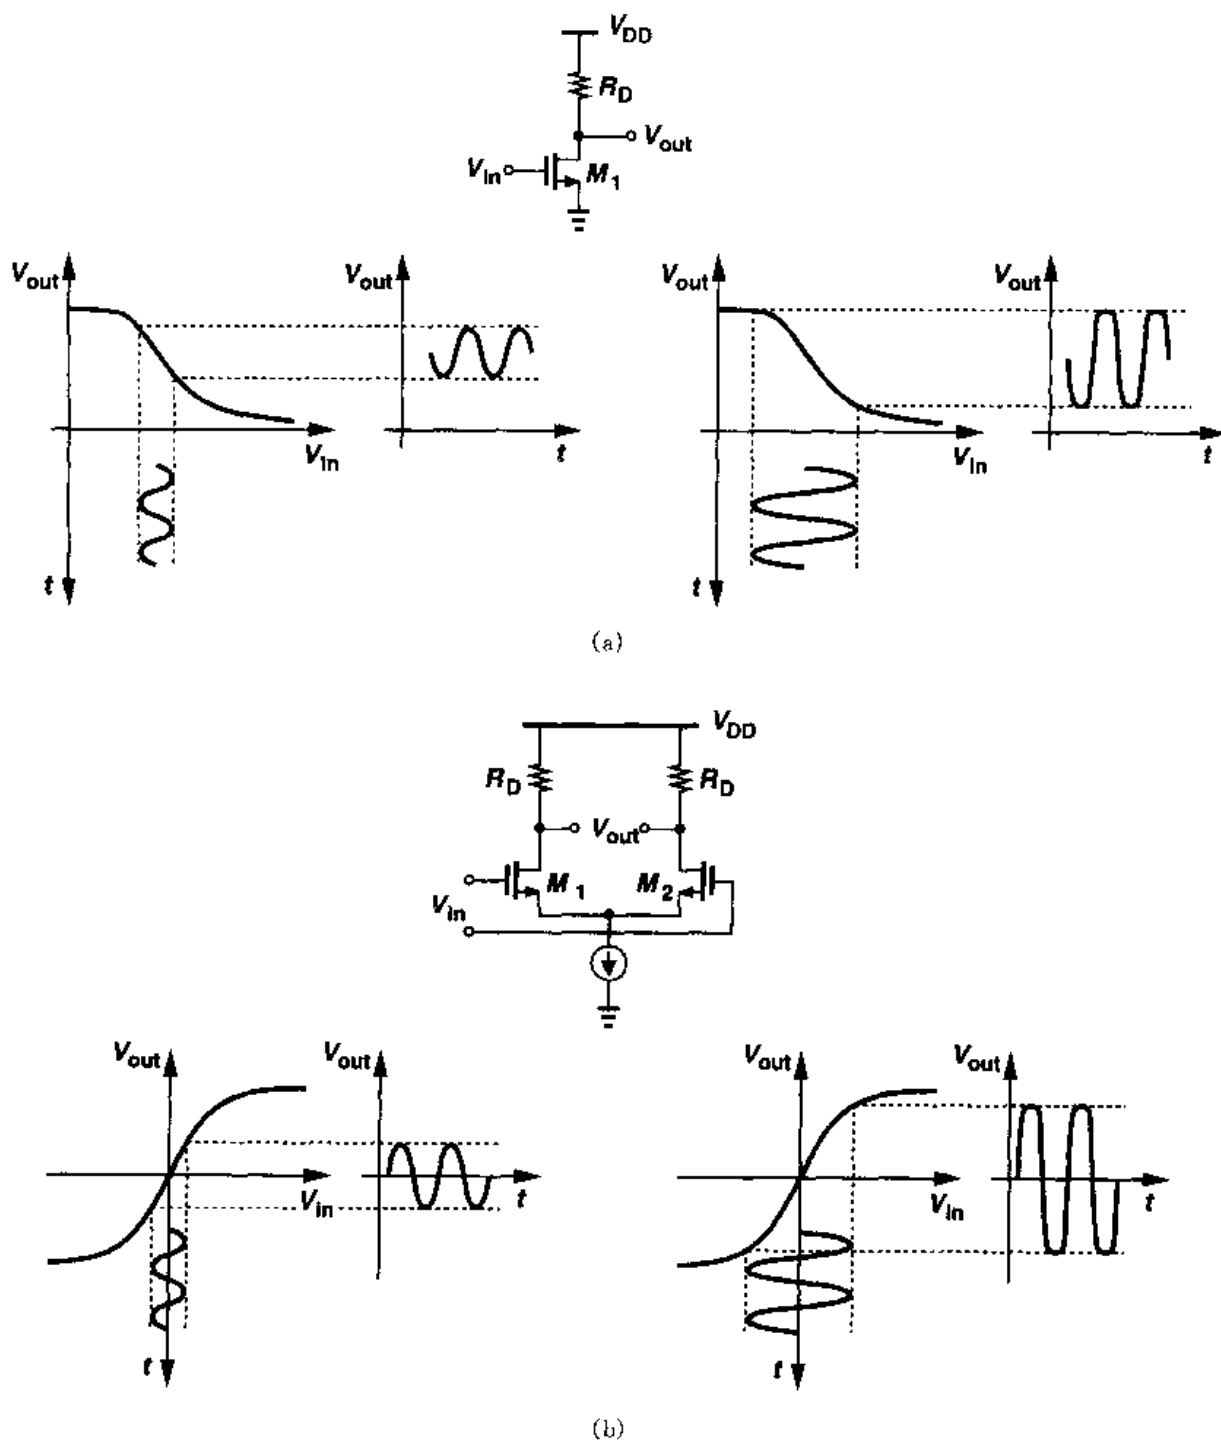 V_DD
R_D
V_out
V_in M_1
V_out V_out V_out V_out
V_in t V_in t
t t
(a)
V_DD
R_D R_D
V_out
M_1 M_2
V_in
V_out V_out V_out V_out
V_in t V_in t
t t
(b)